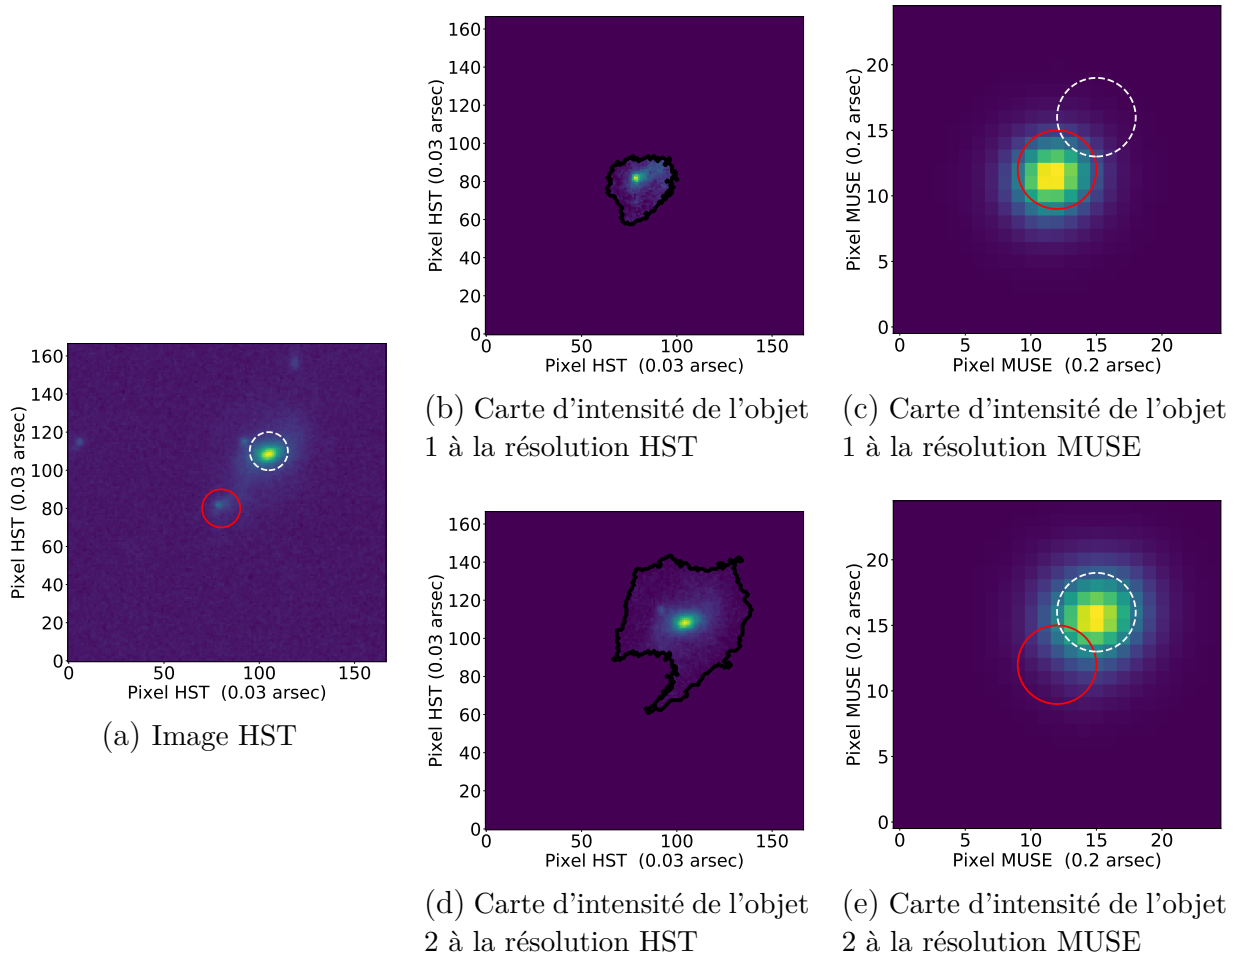 160
140
120
100
80
60
40
20
0
0 50 100 150
Pixel HST (0.03 arsec)
Pixel HST (0.03 arsec)
(a) Image HST
160
140
120
100
80
60
40
20
0
0 50 100 150
Pixel HST (0.03 arsec)
Pixel HST (0.03 arsec)
(b) Carte d'intensité de l'objet
1 à la résolution HST
20
15
10
5
0
0 5 10 15 20
Pixel MUSE (0.2 arsec)
Pixel MUSE (0.2 arsec)
(c) Carte d'intensité de l'objet
1 à la résolution MUSE
160
140
120
100
80
60
40
20
0
0 50 100 150
Pixel HST (0.03 arsec)
Pixel HST (0.03 arsec)
(d) Carte d'intensité de l'objet
2 à la résolution HST
20
15
10
5
0
0 5 10 15 20
Pixel MUSE (0.2 arsec)
Pixel MUSE (0.2 arsec)
(e) Carte d'intensité de l'objet
2 à la résolution MUSE